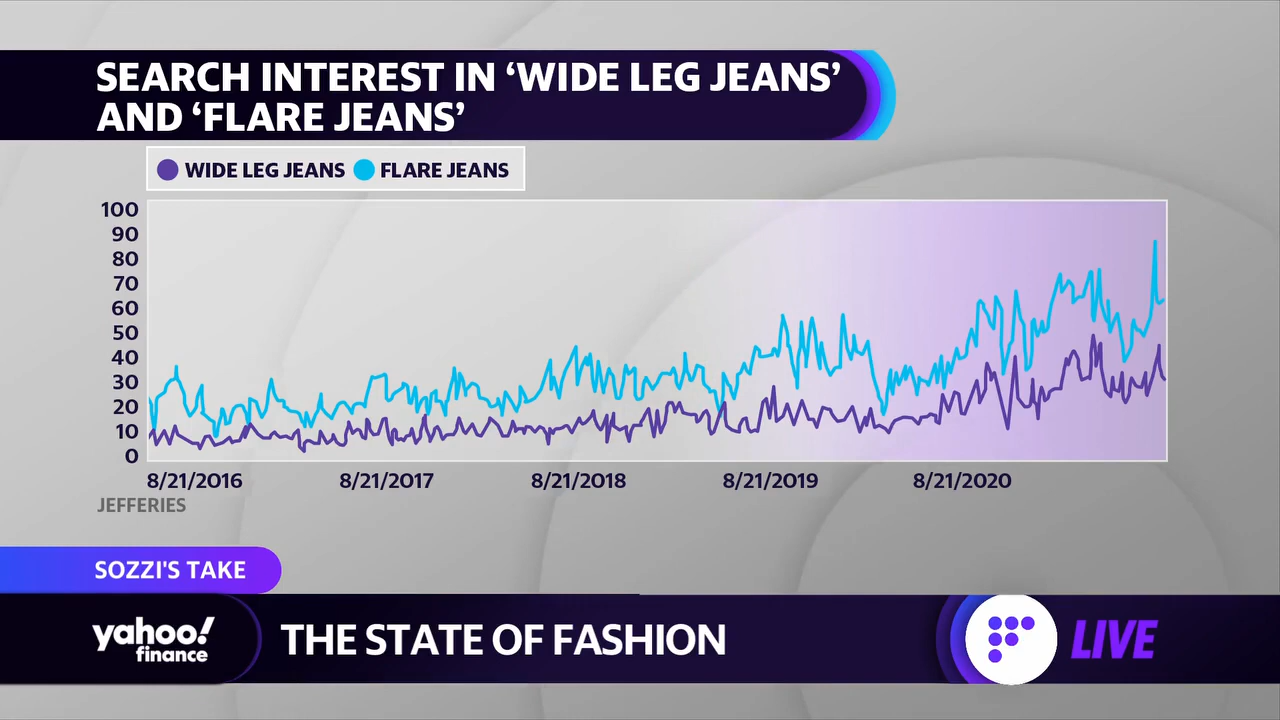 SEARCH INTEREST IN ‘WIDE LEG JEANS’
AND ‘FLARE JEANS’
WIDE LEG JEANS FLARE JEANS
100
90
80
70
60
50
40
30
20
10
0
8/21/2016 8/21/2017 8/21/2018 8/21/2019 8/21/2020
JEFFERIES
SOZZI'S TAKE
yahoo!
finance
THE STATE OF FASHION
LIVE